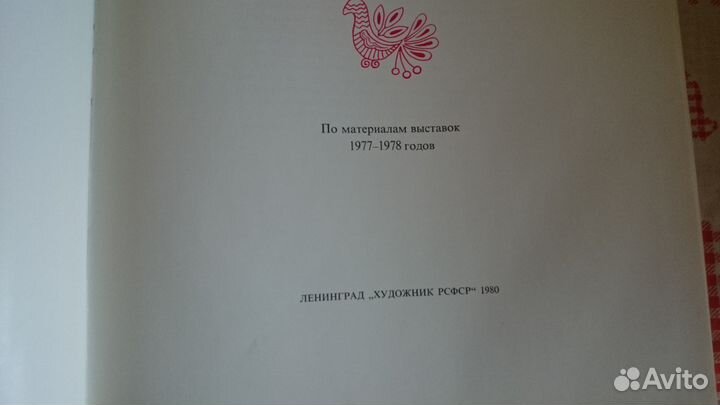 По материалам выставок
1977–1978 годов
ЛЕНИНГРАД „ХУДОЖНИК РСФСР“ 1980
Avito